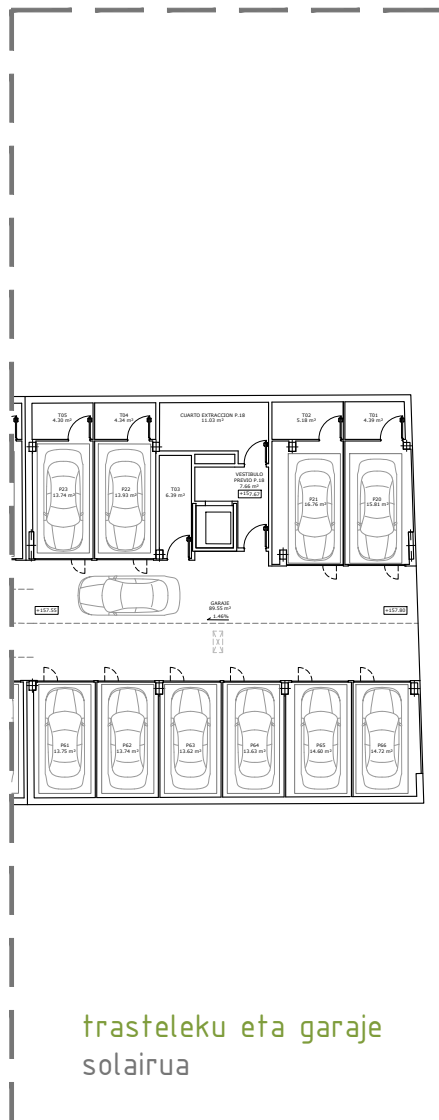 T05
4.30 m²
T04
4.34 m²
CUARTO EXTRACCION P.18
11.03 m²
T02
5.18 m²
T01
4.39 m²
P23
13.74 m²
P22
13.93 m²
T03
6.39 m²
VESTIBULO
PREVIO P.18
7.66 m²
+157.67
P21
16.76 m²
P20
15.81 m²
+157.55
GARAJE
89.55 m²
1.46%
+157.80
P61
13.75 m²
P62
13.74 m²
P63
13.62 m²
P64
13.63 m²
P65
14.60 m²
P66
14.72 m²
trasteleku eta garaje
solairua